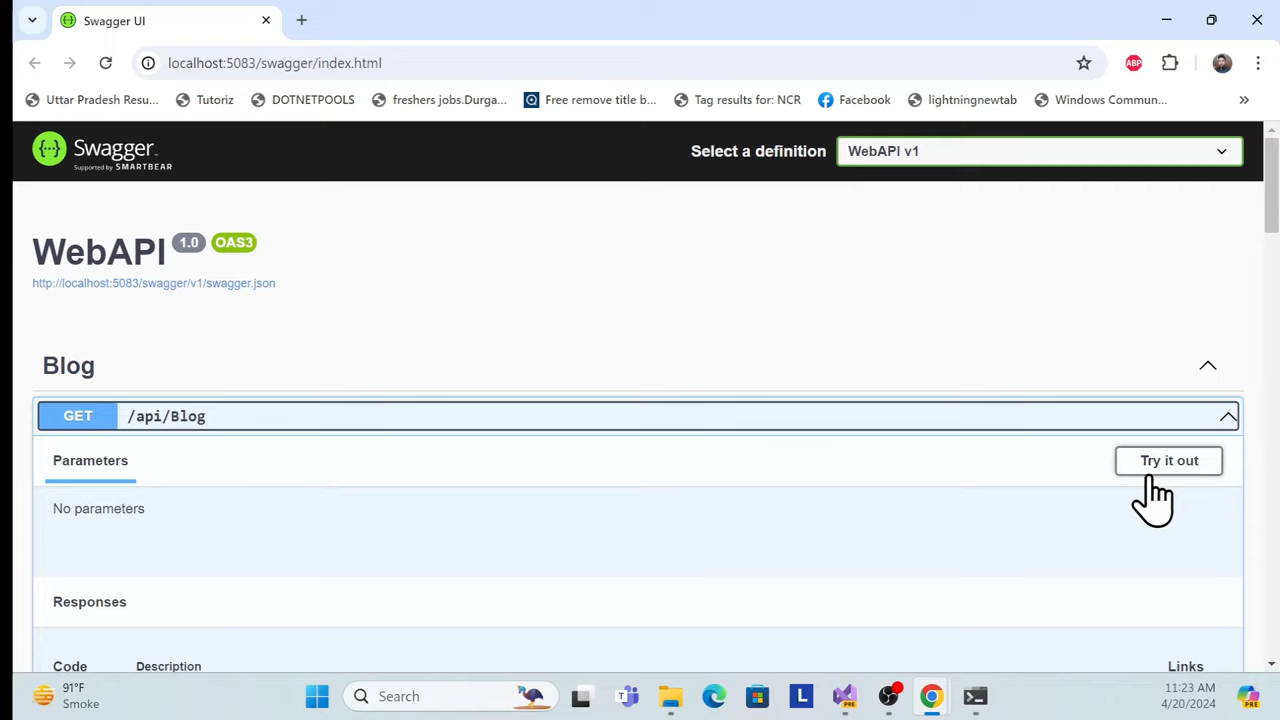 Swagger UI
localhost:5083/swagger/index.html
ABP
Uttar Pradesh Resu...
Tutoriz
DOTNETPOOLS
freshers jobs.Durga...
Free remove title b...
Tag results for: NCR
Facebook
lightningnewtab
Windows Commun...
Swagger
Supported by SMARTBEAR
Select a definition
WebAPI v1
WebAPI 1.0 OAS3
http://localhost:5083/swagger/v1/swagger.json
Blog
GET /api/Blog
Parameters
Try it out
No parameters
Responses
Code Description Links
91°F
Smoke
Search
L
PRE
11:23 AM
4/20/2024
PRE